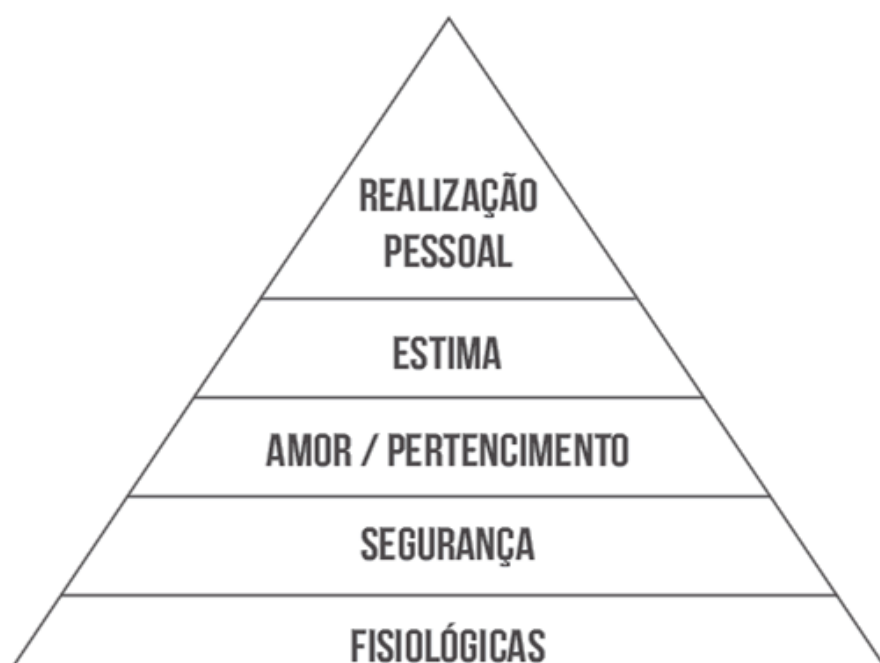 REALIZAÇÃO
PESSOAL
ESTIMA
AMOR / PERTENCIMENTO
SEGURANÇA
FISIOLÓGICAS